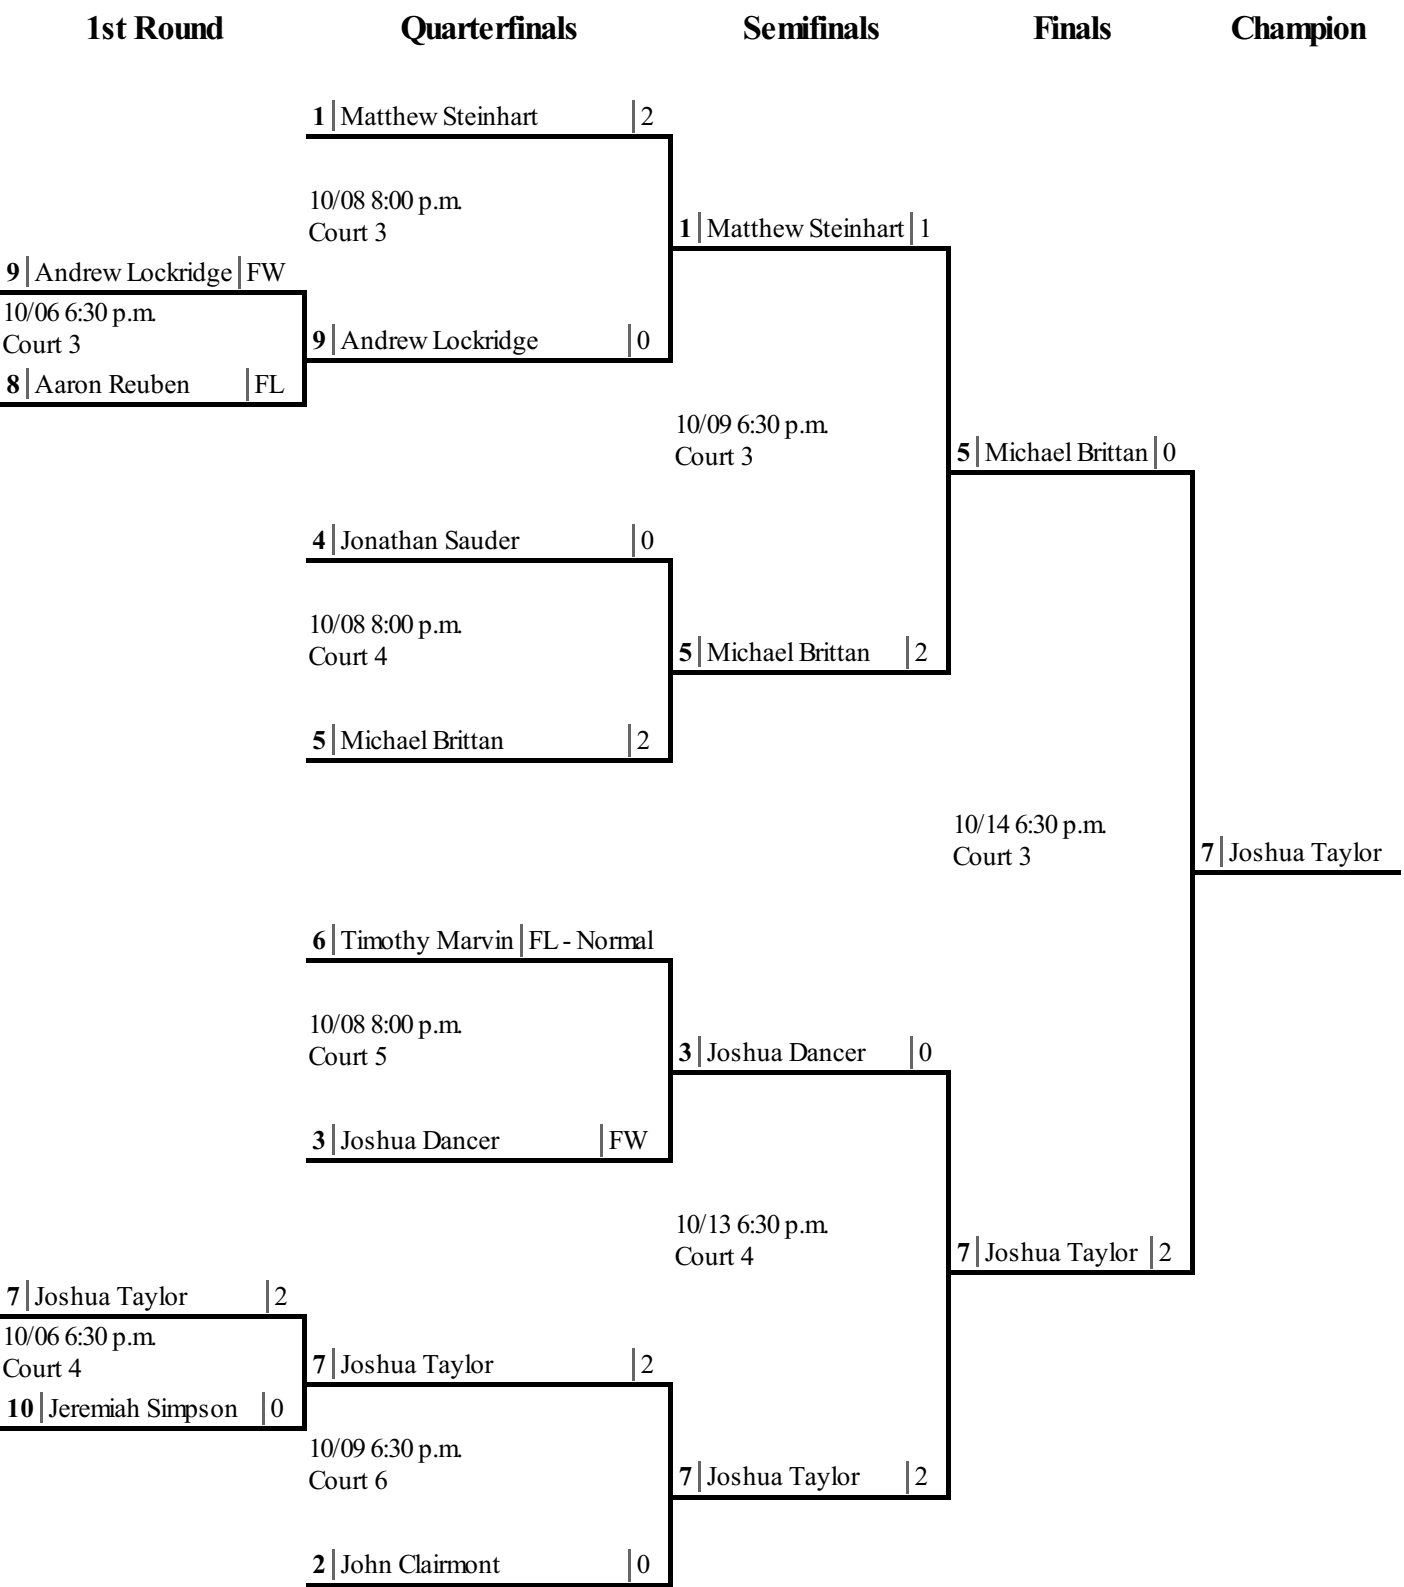 1st Round Quarterfinals Semifinals Finals Champion
1 Matthew Steinhart 2
10/08 8:00 p.m.
Court 3
1 Matthew Steinhart 1
9 Andrew Lockridge FW
10/06 6:30 p.m.
Court 3
9 Andrew Lockridge 0
8 Aaron Reuben FL
10/09 6:30 p.m.
Court 3
5 Michael Brittan 0
4 Jonathan Sauder 0
10/08 8:00 p.m.
Court 4
5 Michael Brittan 2
5 Michael Brittan 2
10/14 6:30 p.m.
Court 3
7 Joshua Taylor
6 Timothy Marvin FL - Normal
10/08 8:00 p.m.
Court 5
3 Joshua Dancer 0
3 Joshua Dancer FW
10/13 6:30 p.m.
Court 4
7 Joshua Taylor 2
7 Joshua Taylor 2
10/06 6:30 p.m.
Court 4
7 Joshua Taylor 2
10 Jeremiah Simpson 0
10/09 6:30 p.m.
Court 6
7 Joshua Taylor 2
2 John Clairmont 0